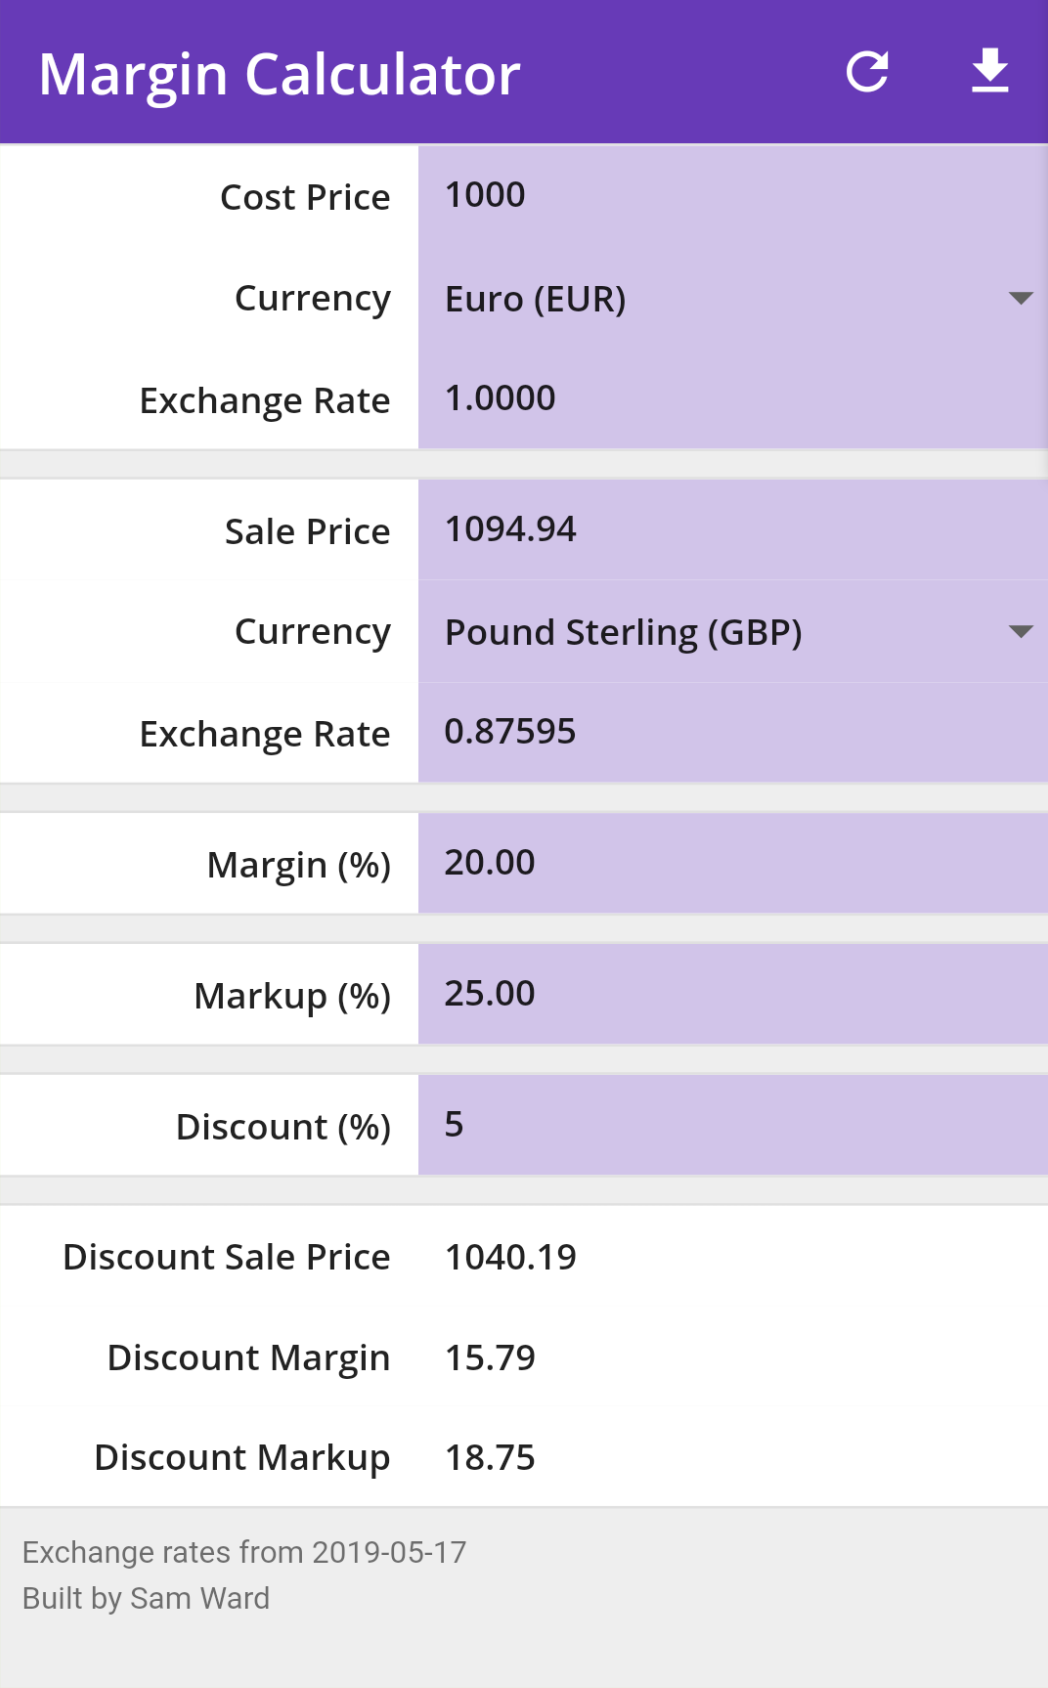 Margin Calculator
Cost Price 1000
Currency Euro (EUR)
Exchange Rate 1.0000
Sale Price 1094.94
Currency Pound Sterling (GBP)
Exchange Rate 0.87595
Margin (%) 20.00
Markup (%) 25.00
Discount (%) 5
Discount Sale Price 1040.19
Discount Margin 15.79
Discount Markup 18.75
Exchange rates from 2019-05-17
Built by Sam Ward